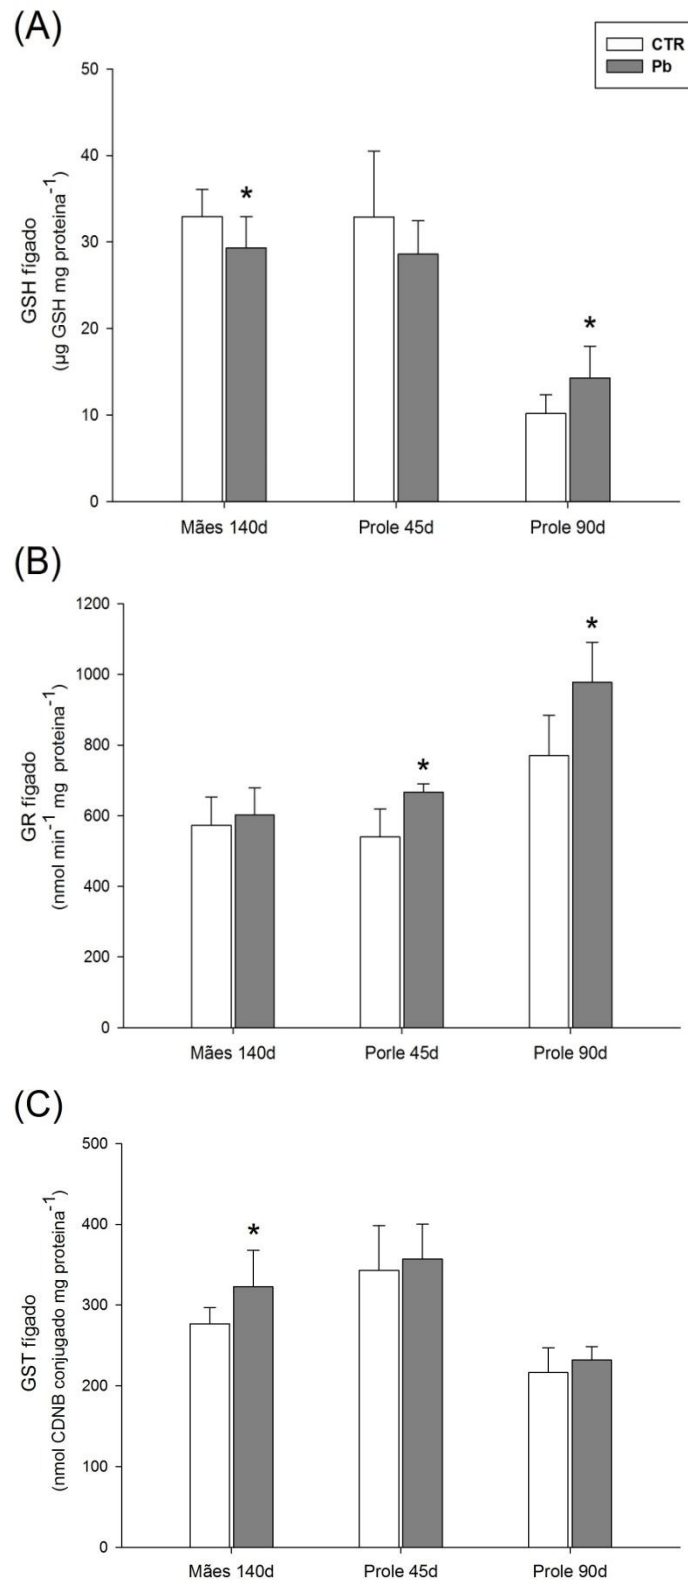 (A)
CTR
Pb
50
40
30
20
10
0
GSH fígado
(µg GSH mg proteina⁻¹)
*
*
Mães 140d
Prole 45d
Prole 90d
(B)
1200
1000
800
600
400
200
0
GR fígado
(nmol min⁻¹ mg proteina⁻¹)
*
*
Mães 140d
Porle 45d
Prole 90d
(C)
500
400
300
200
100
0
GST fígado
(nmol CDNB conjugado mg proteina⁻¹)
*
Mães 140d
Prole 45d
Prole 90d